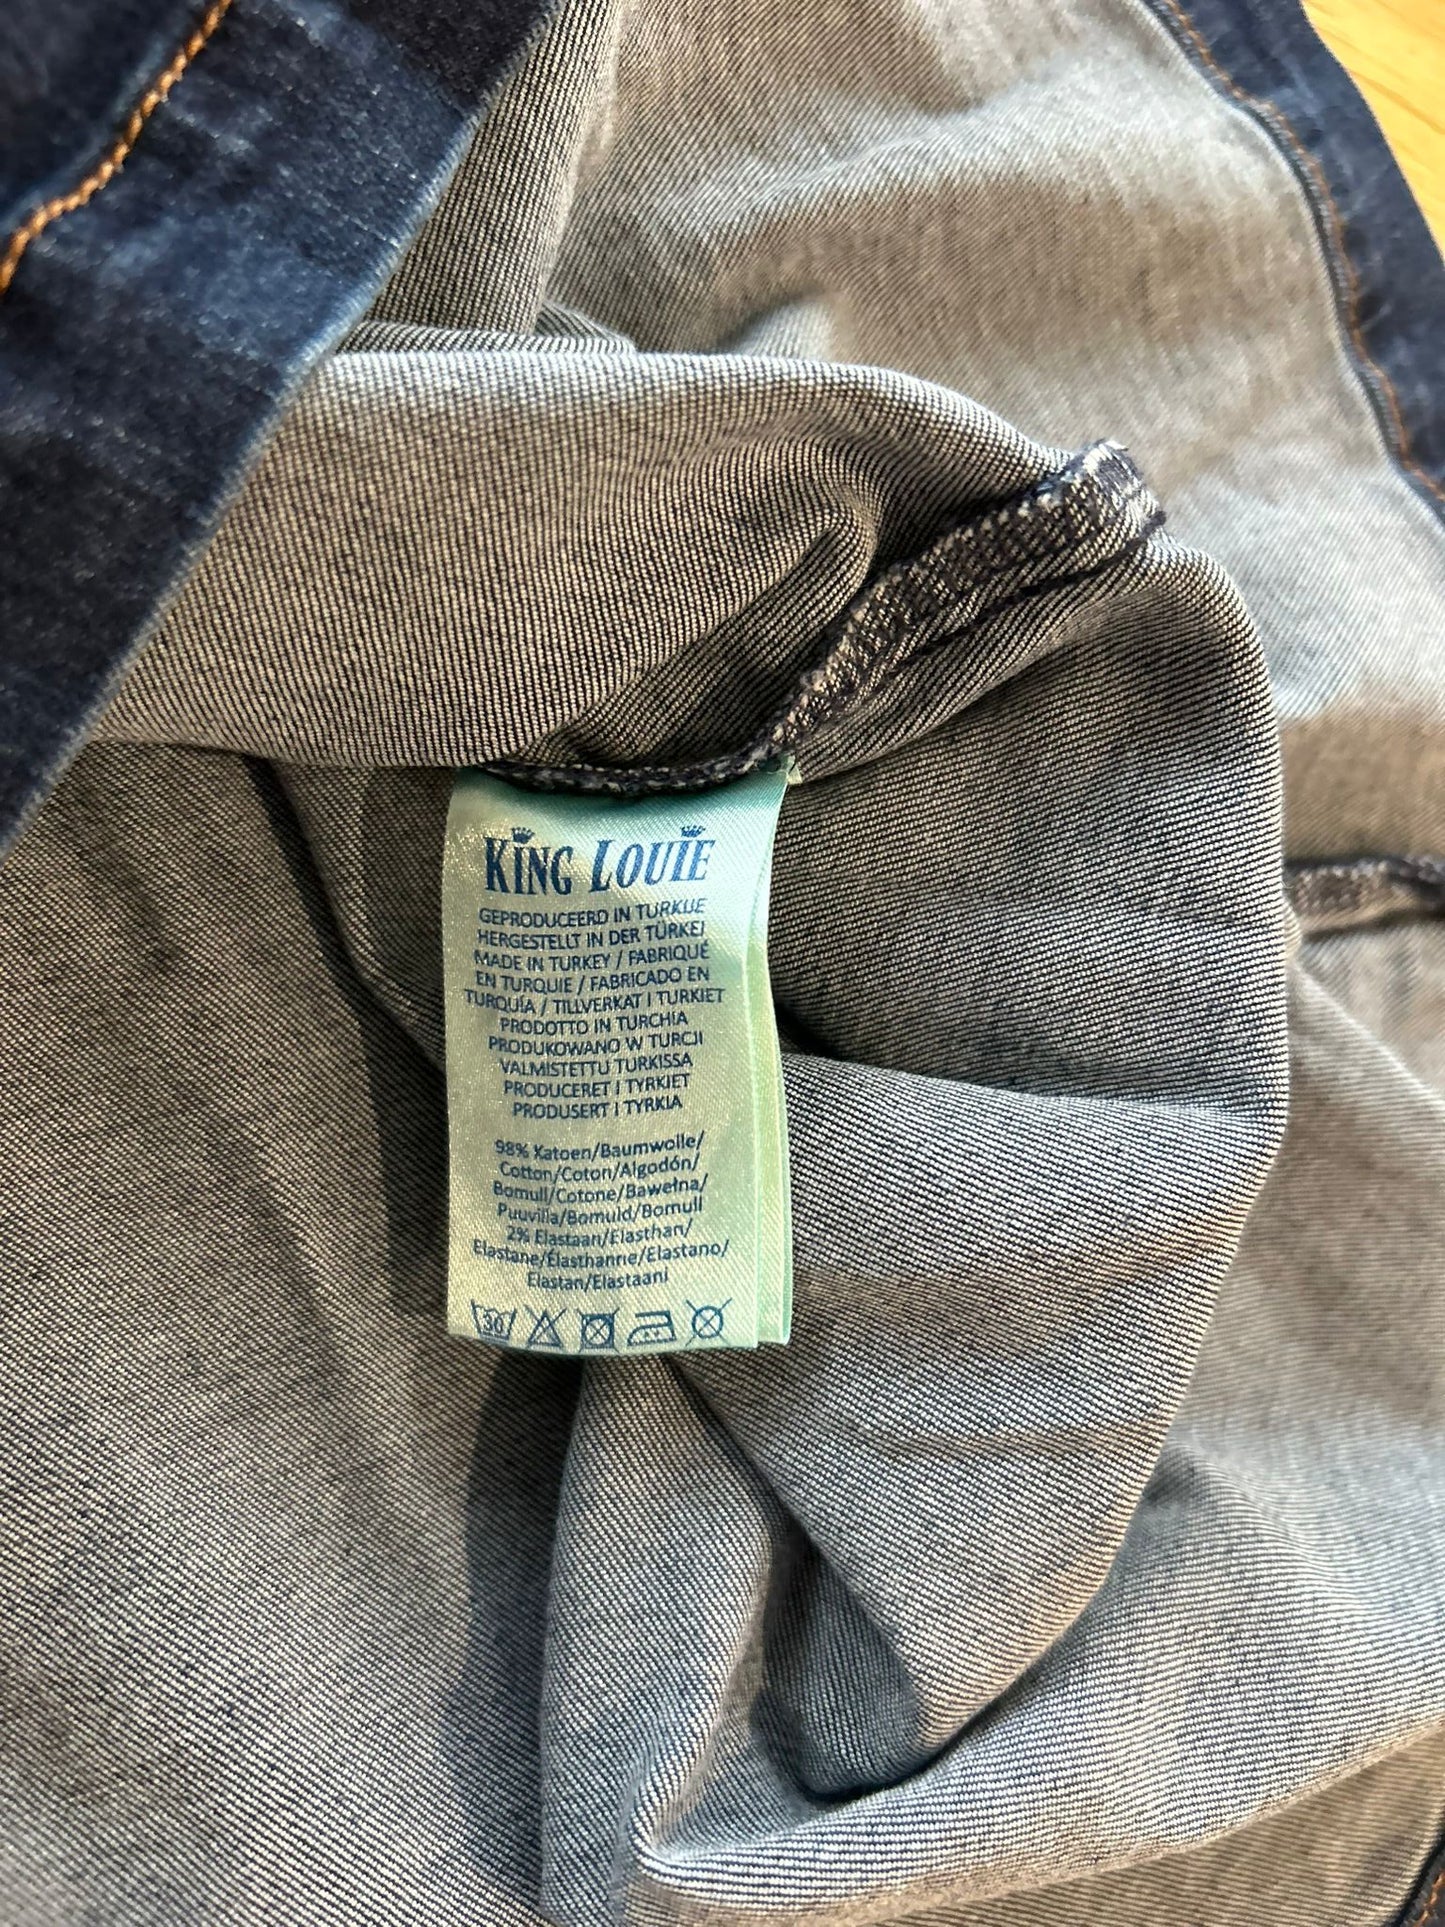 KING LOUIE
GEPRODUCEERD IN TURKIJE
HERGESTELLT IN DER TÜRKEI
MADE IN TURKEY / FABRIQUÉ
EN TURQUIE / FABRICADO EN
TURQUÍA / TILLVERKAT I TURKIET
PRODOTTO IN TURCHIA
PRODUKOWANO W TURCJI
VALMISTETTU TURKISSA
PRODUCERET I TYRKIET
PRODUSERT I TYRKIA
98% Katoen/Baumwolle/
Cotton/Coton/Algodón/
Bomull/Cotone/Bawełna/
Puuvilla/Bomuld/Bomull
2% Elastaan/Elasthan/
Elastane/Élasthanne/Elastano/
Elastan/Elastaani
30